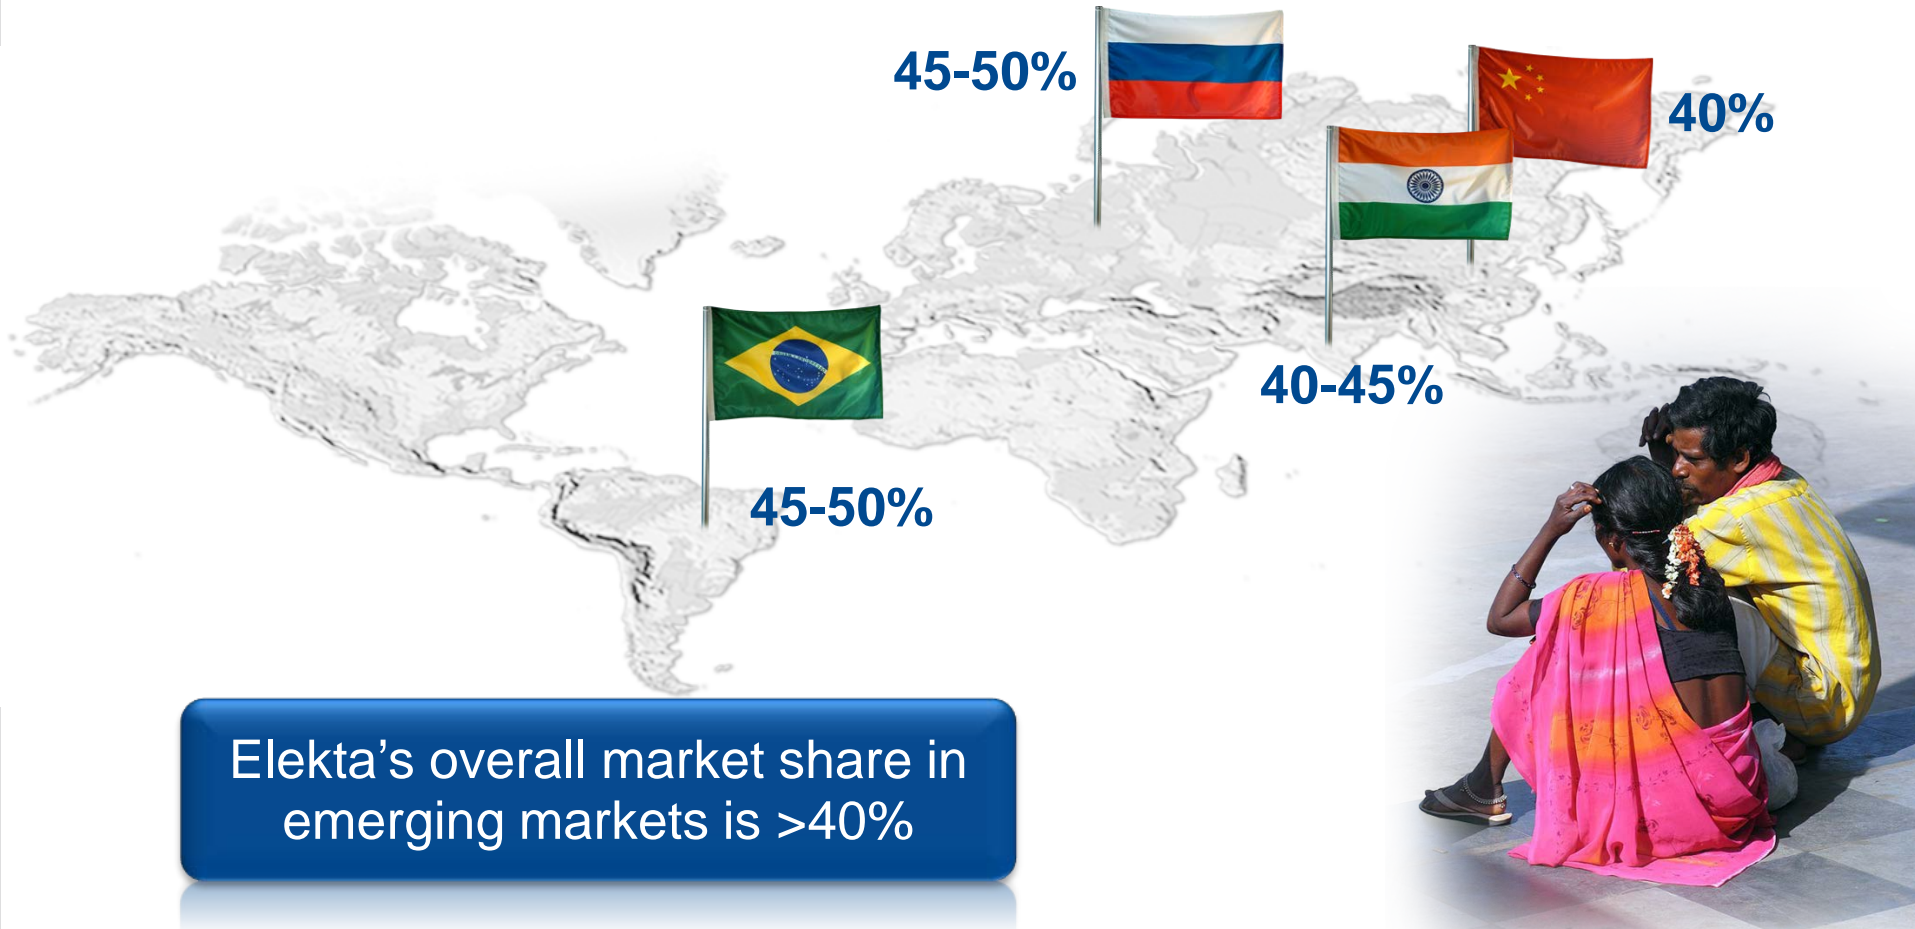 45-50%
40%
40-45%
45-50%
Elekta’s overall market share in
emerging markets is >40%